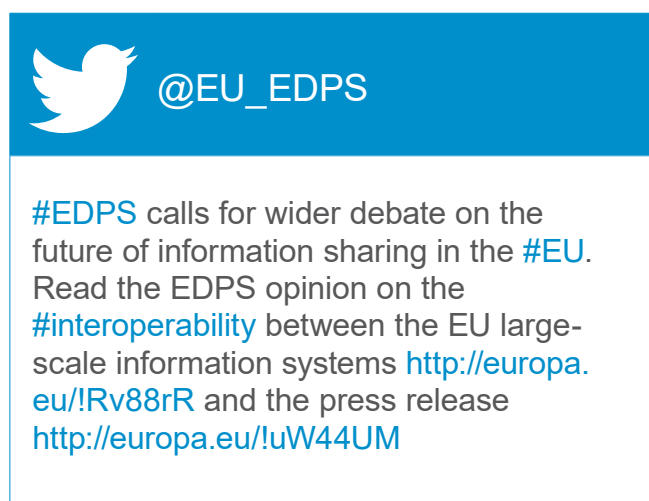 @EU_EDPS
#EDPS calls for wider debate on the
future of information sharing in the #EU.
Read the EDPS opinion on the
#interoperability between the EU large-
scale information systems http://europa.
eu/!Rv88rR and the press release
http://europa.eu/!uW44UM